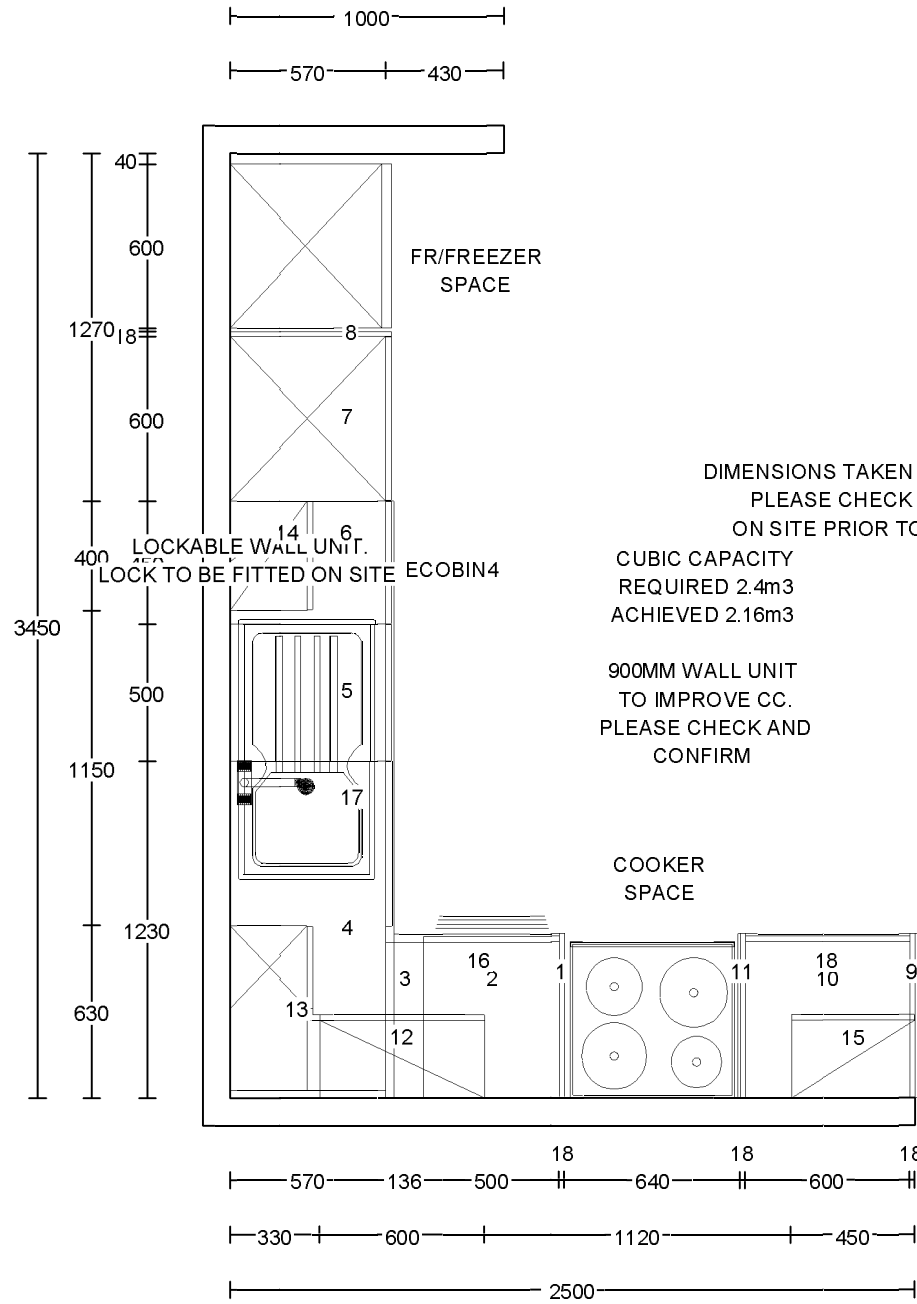 1000
570
430
40
600
FR/FREEZER
SPACE
1270
18
8
600
7
DIMENSIONS TAKEN
PLEASE CHECK
ON SITE PRIOR TO
14
6
LOCKABLE WALL UNIT.
LOCK TO BE FITTED ON SITE
400
450
ECOBIN4
CUBIC CAPACITY
REQUIRED 2.4m3
ACHIEVED 2.16m3
3450
900MM WALL UNIT
TO IMPROVE CC.
PLEASE CHECK AND
CONFIRM
500
5
1150
17
COOKER
SPACE
1230
4
16
18
3
2
1
11
10
9
13
630
12
15
18
18
18
570
136
500
640
600
330
600
1120
450
2500